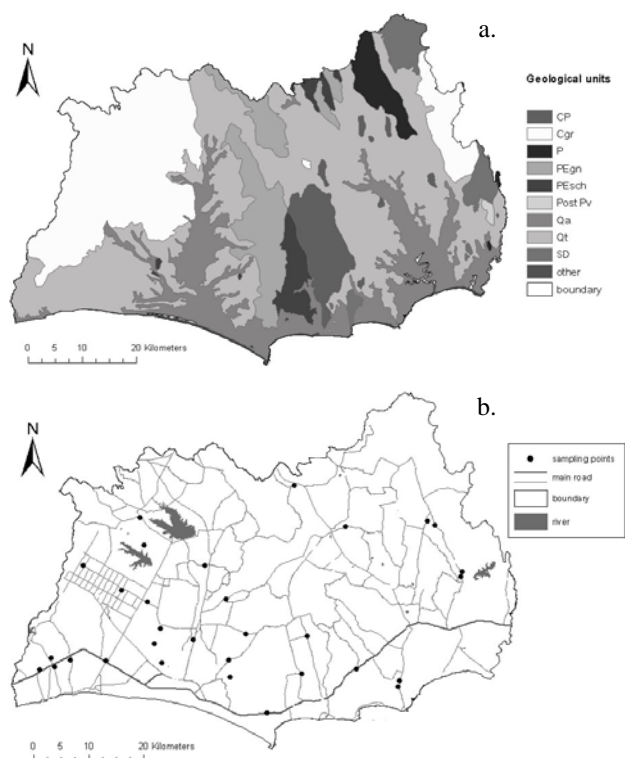 a.
N
Geological units
CP
Cgr
P
PEgn
PEsch
Post Pv
Qa
Qt
SD
other
boundary
0 5 10 20 Kilometers
b.
N
sampling points
main road
boundary
river
0 5 10 20 Kilometers